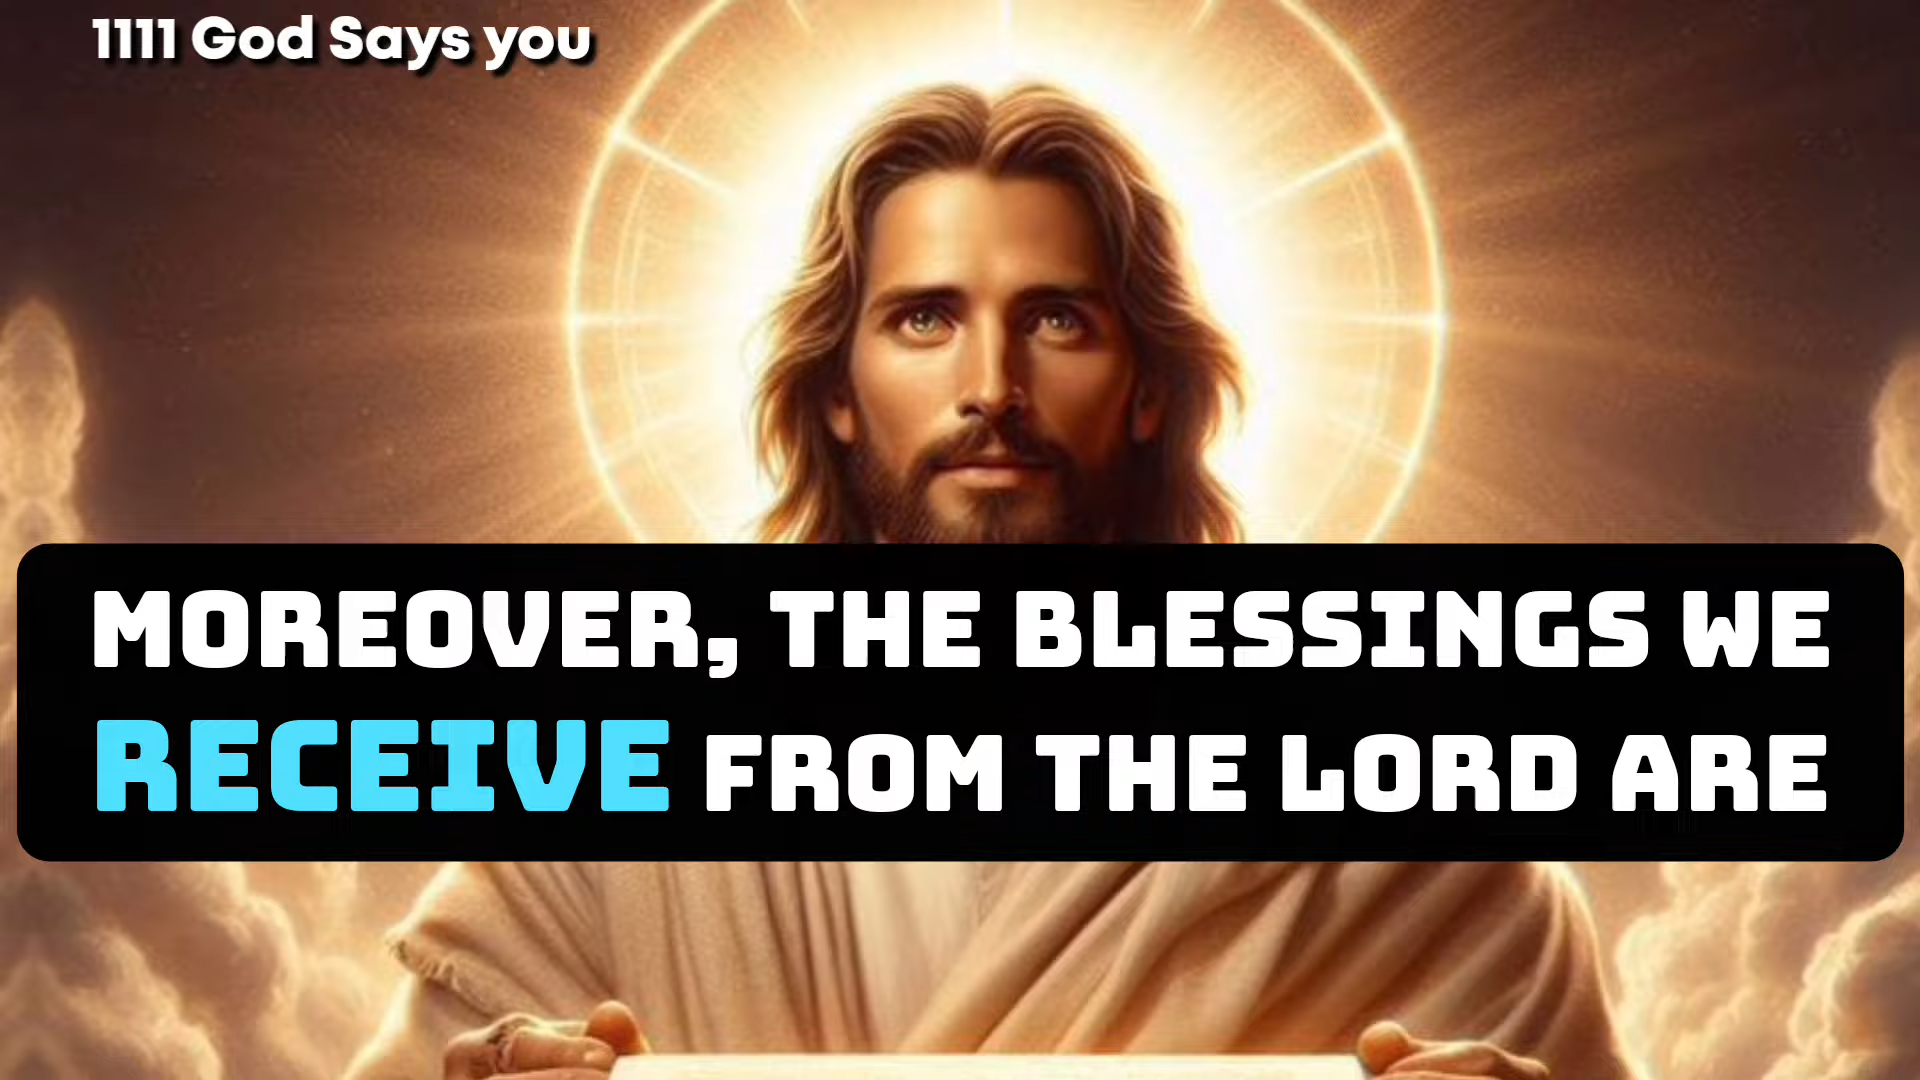 1111 God Says you
MOREOVER, THE BLESSINGS WE
RECEIVE FROM THE LORD ARE